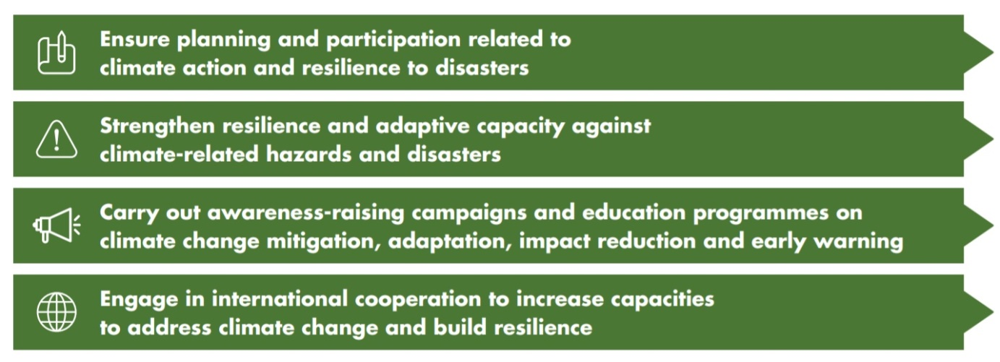 Ensure planning and participation related to
climate action and resilience to disasters
Strengthen resilience and adaptive capacity against
climate-related hazards and disasters
Carry out awareness-raising campaigns and education programmes on
climate change mitigation, adaptation, impact reduction and early warning
Engage in international cooperation to increase capacities
to address climate change and build resilience